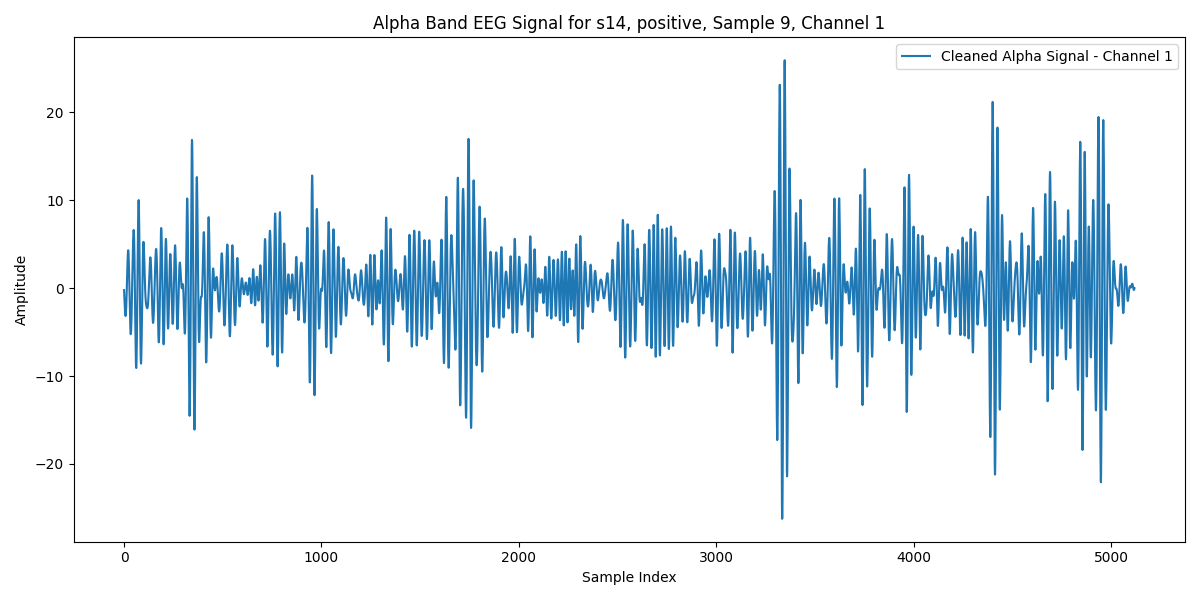 Alpha Band EEG Signal for s14, positive, Sample 9, Channel 1
Cleaned Alpha Signal - Channel 1
Amplitude
20
10
0
−10
−20
0 1000 2000 3000 4000 5000
Sample Index